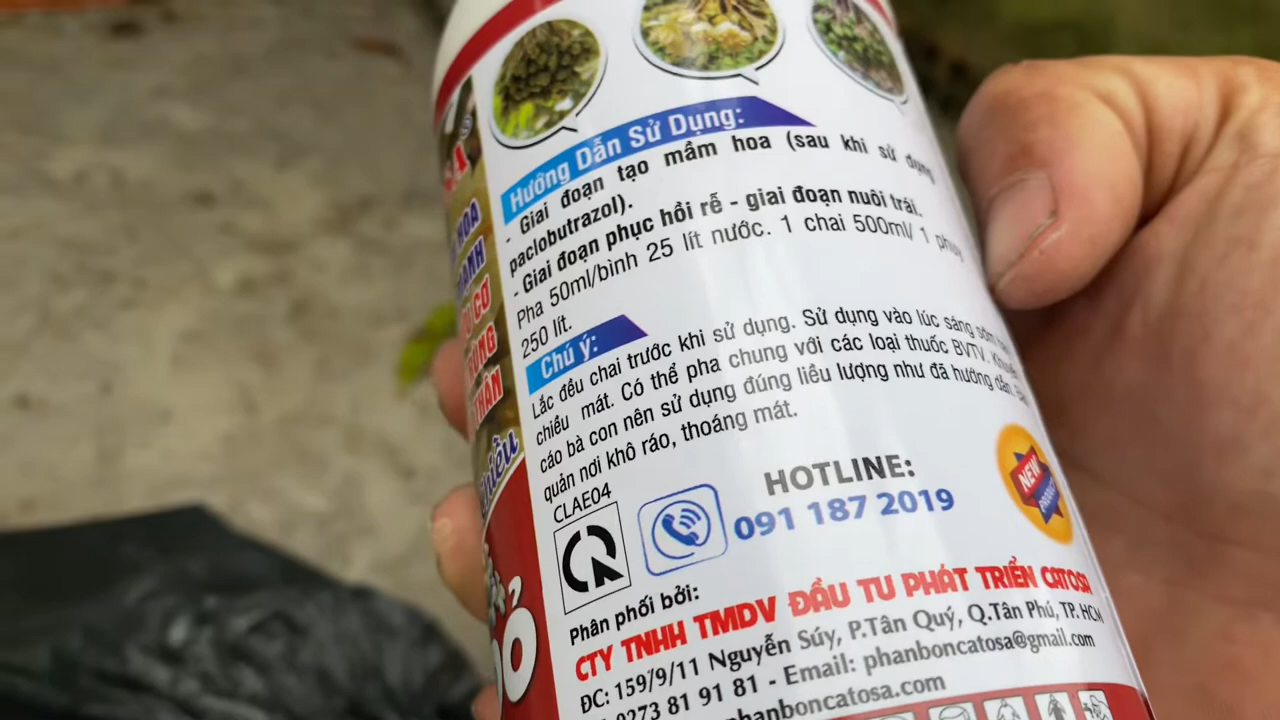 Hướng Dẫn Sử Dụng:
- Giai đoạn tạo mầm hoa (sau khi sử dụng
paclobutrazol).
- Giai đoạn phục hồi rễ - giai đoạn nuôi trái.
Pha 50ml/bình 25 lít nước. 1 chai 500ml/ 1 phuy
250 lít.
Chú ý:
Lắc đều chai trước khi sử dụng. Sử dụng vào lúc sáng sớm
chiều mát. Có thể pha chung với các loại thuốc BVTV.
cáo bà con nên sử dụng đúng liều lượng như đã hướng dẫn.
quản nơi khô ráo, thoáng mát.
CLAE04
HOTLINE:
091 187 2019
NEW
PRODUCT
Phân phối bởi:
CTY TNHH TMDV ĐẦU TƯ PHÁT TRIỂN CATOSA
ĐC: 159/9/11 Nguyễn Súy, P.Tân Quý, Q.Tân Phú, TP. HCM
0273 81 91 81 - Email: phanboncatosa@gmail.com
phanboncatosa.com
HOA
CƠ